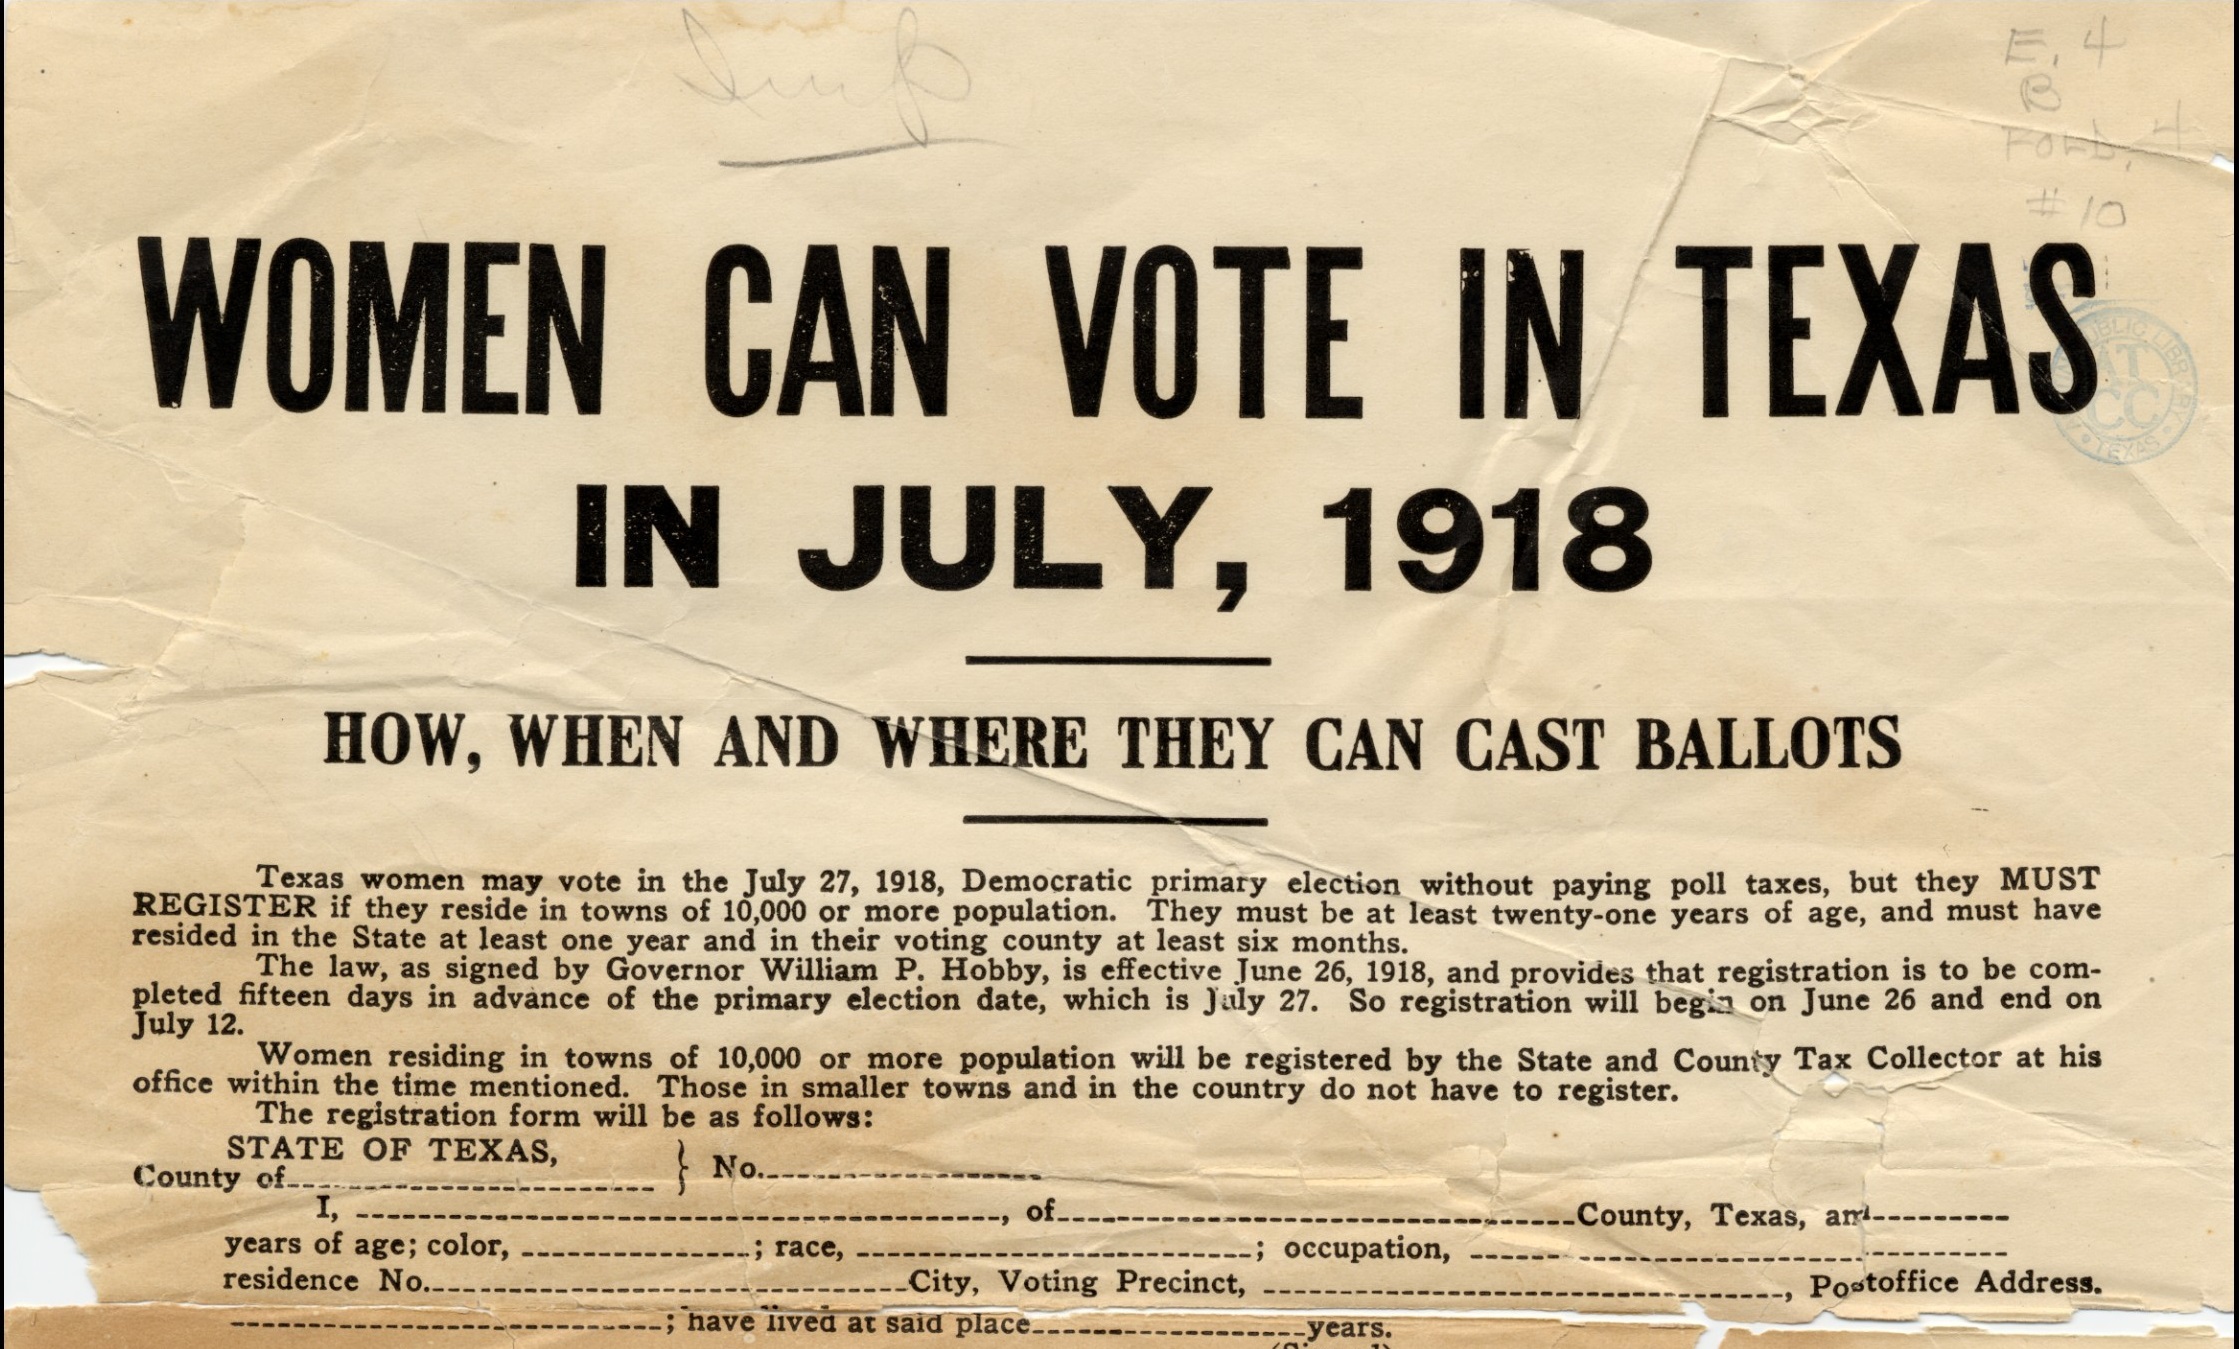 Suff
E. 4
B
FOLD. 4
#10
WOMEN CAN VOTE IN TEXAS
PUBLIC LIBRARY
AT
CC
TEXAS
IN JULY, 1918
HOW, WHEN AND WHERE THEY CAN CAST BALLOTS
Texas women may vote in the July 27, 1918, Democratic primary election without paying poll taxes, but they MUST
REGISTER if they reside in towns of 10,000 or more population. They must be at least twenty-one years of age, and must have
resided in the State at least one year and in their voting county at least six months.
The law, as signed by Governor William P. Hobby, is effective June 26, 1918, and provides that registration is to be com-
pleted fifteen days in advance of the primary election date, which is July 27. So registration will begin on June 26 and end on
July 12.
Women residing in towns of 10,000 or more population will be registered by the State and County Tax Collector at his
office within the time mentioned. Those in smaller towns and in the country do not have to register.
The registration form will be as follows:
STATE OF TEXAS,
County of } No.
I, , of County, Texas, am
years of age; color, ; race, ; occupation,
residence No. City, Voting Precinct, , Postoffice Address.
; have lived at said place years.